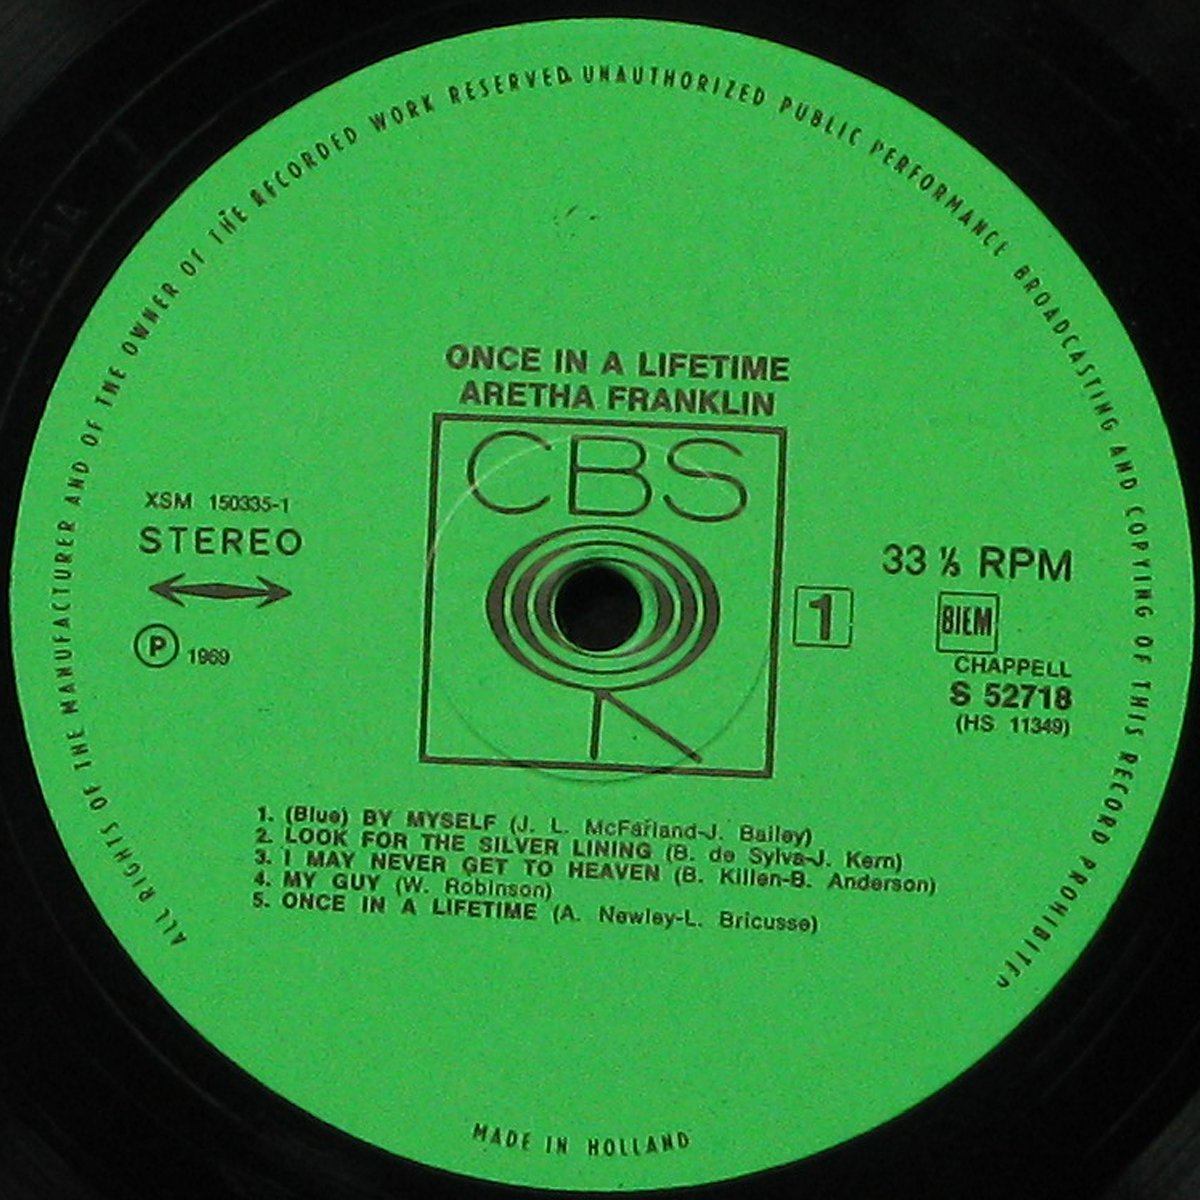 ALL RIGHTS OF THE MANUFACTURER AND OF THE OWNER OF THE RECORDED WORK RESERVED. UNAUTHORIZED PUBLIC PERFORMANCE BROADCASTING AND COPYING OF THIS RECORD PROHIBITED
ONCE IN A LIFETIME
ARETHA FRANKLIN
CBS
XSM 150335-1
STEREO
℗ 1969
1
33 ⅓ RPM
BIEM
CHAPPELL
S 52718
(HS 11349)
1. (Blue) BY MYSELF (J. L. McFarland-J. Bailey)
2. LOOK FOR THE SILVER LINING (B. de Sylva-J. Kern)
3. I MAY NEVER GET TO HEAVEN (B. Killen-B. Anderson)
4. MY GUY (W. Robinson)
5. ONCE IN A LIFETIME (A. Newley-L. Bricusse)
MADE IN HOLLAND